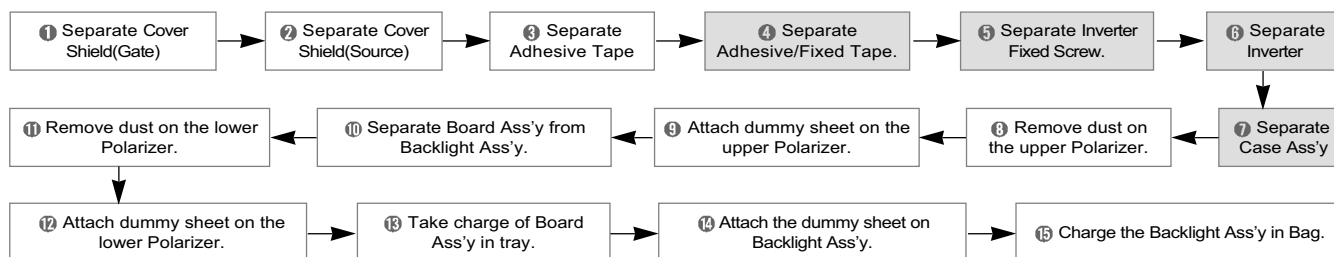 ❶ Separate Cover
Shield(Gate)
❷ Separate Cover
Shield(Source)
❸ Separate
Adhesive Tape
❹ Separate
Adhesive/Fixed Tape.
❺ Separate Inverter
Fixed Screw.
❻ Separate
Inverter
❼ Separate
Case Ass'y
❽ Remove dust on
the upper Polarizer.
❾ Attach dummy sheet on the
upper Polarizer.
❿ Separate Board Ass'y from
Backlight Ass'y.
⓫ Remove dust on the lower
Polarizer.
⓬ Attach dummy sheet on the
lower Polarizer.
⓭ Take charge of Board
Ass'y in tray.
⓮ Attach the dummy sheet on
Backlight Ass'y.
⓯ Charge the Backlight Ass'y in Bag.